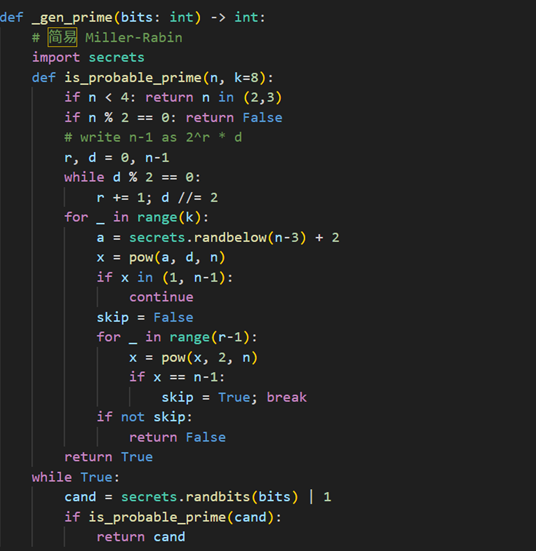 def _gen_prime(bits: int) -> int:
    # 简易 Miller-Rabin
    import secrets
    def is_probable_prime(n, k=8):
        if n < 4: return n in (2,3)
        if n % 2 == 0: return False
        # write n-1 as 2^r * d
        r, d = 0, n-1
        while d % 2 == 0:
            r += 1; d //= 2
        for _ in range(k):
            a = secrets.randbelow(n-3) + 2
            x = pow(a, d, n)
            if x in (1, n-1):
                continue
            skip = False
            for _ in range(r-1):
                x = pow(x, 2, n)
                if x == n-1:
                    skip = True; break
            if not skip:
                return False
        return True
    while True:
        cand = secrets.randbits(bits) | 1
        if is_probable_prime(cand):
            return cand